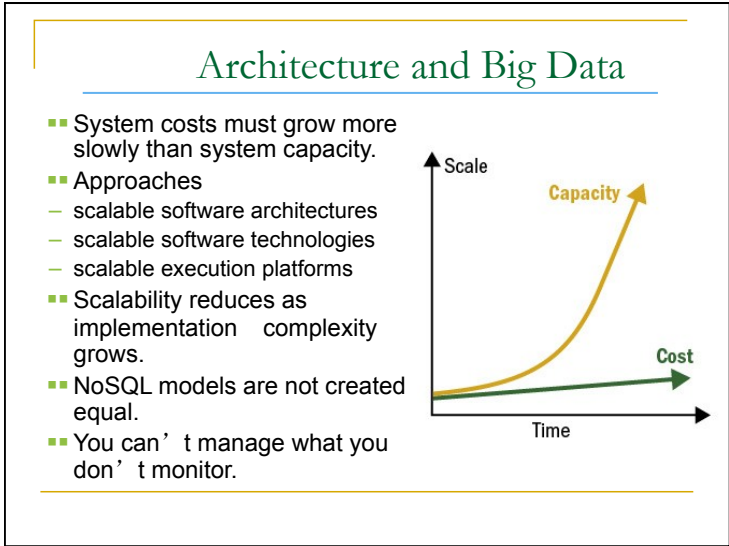 Architecture and Big Data
System costs must grow more
slowly than system capacity.
Approaches
– scalable software architectures
– scalable software technologies
– scalable execution platforms
Scalability reduces as
implementation complexity
grows.
NoSQL models are not created
equal.
You can’t manage what you
don’t monitor.
Scale
Capacity
Cost
Time